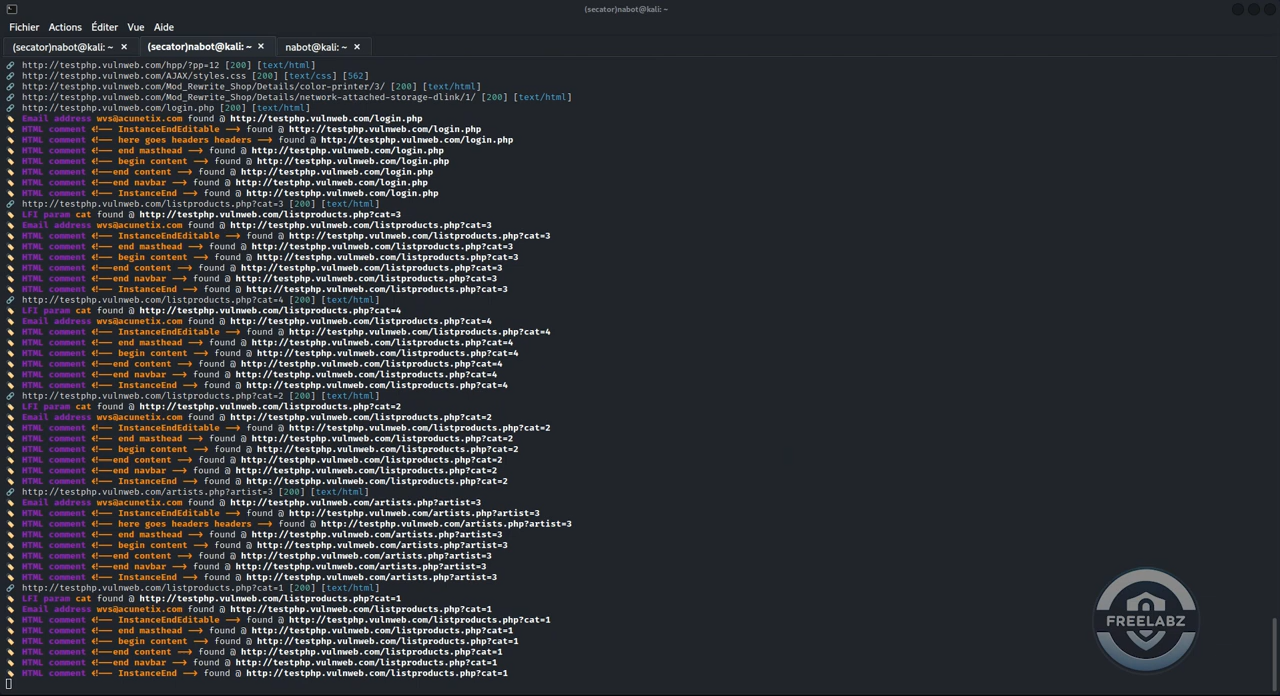 (secator)nabot@kali: ~
Fichier Actions Éditer Vue Aide
(secator)nabot@kali: ~ × (secator)nabot@kali: ~ × nabot@kali: ~ ×
http://testphp.vulnweb.com/hpp/?pp=12 [200] [text/html]
http://testphp.vulnweb.com/AJAX/styles.css [200] [text/css] [562]
http://testphp.vulnweb.com/Mod_Rewrite_Shop/Details/color-printer/3/ [200] [text/html]
http://testphp.vulnweb.com/Mod_Rewrite_Shop/Details/network-attached-storage-dlink/1/ [200] [text/html]
http://testphp.vulnweb.com/login.php [200] [text/html]
Email address wvs@acunetix.com found @ http://testphp.vulnweb.com/login.php
HTML comment <!-- InstanceEndEditable --> found @ http://testphp.vulnweb.com/login.php
HTML comment <!-- here goes headers headers --> found @ http://testphp.vulnweb.com/login.php
HTML comment <!-- end masthead --> found @ http://testphp.vulnweb.com/login.php
HTML comment <!-- begin content --> found @ http://testphp.vulnweb.com/login.php
HTML comment <!--end content --> found @ http://testphp.vulnweb.com/login.php
HTML comment <!--end navbar --> found @ http://testphp.vulnweb.com/login.php
HTML comment <!-- InstanceEnd --> found @ http://testphp.vulnweb.com/login.php
http://testphp.vulnweb.com/listproducts.php?cat=3 [200] [text/html]
LFI param cat found @ http://testphp.vulnweb.com/listproducts.php?cat=3
Email address wvs@acunetix.com found @ http://testphp.vulnweb.com/listproducts.php?cat=3
HTML comment <!-- InstanceEndEditable --> found @ http://testphp.vulnweb.com/listproducts.php?cat=3
HTML comment <!-- end masthead --> found @ http://testphp.vulnweb.com/listproducts.php?cat=3
HTML comment <!-- begin content --> found @ http://testphp.vulnweb.com/listproducts.php?cat=3
HTML comment <!--end content --> found @ http://testphp.vulnweb.com/listproducts.php?cat=3
HTML comment <!--end navbar --> found @ http://testphp.vulnweb.com/listproducts.php?cat=3
HTML comment <!-- InstanceEnd --> found @ http://testphp.vulnweb.com/listproducts.php?cat=3
http://testphp.vulnweb.com/listproducts.php?cat=4 [200] [text/html]
LFI param cat found @ http://testphp.vulnweb.com/listproducts.php?cat=4
Email address wvs@acunetix.com found @ http://testphp.vulnweb.com/listproducts.php?cat=4
HTML comment <!-- InstanceEndEditable --> found @ http://testphp.vulnweb.com/listproducts.php?cat=4
HTML comment <!-- end masthead --> found @ http://testphp.vulnweb.com/listproducts.php?cat=4
HTML comment <!-- begin content --> found @ http://testphp.vulnweb.com/listproducts.php?cat=4
HTML comment <!--end content --> found @ http://testphp.vulnweb.com/listproducts.php?cat=4
HTML comment <!--end navbar --> found @ http://testphp.vulnweb.com/listproducts.php?cat=4
HTML comment <!-- InstanceEnd --> found @ http://testphp.vulnweb.com/listproducts.php?cat=4
http://testphp.vulnweb.com/listproducts.php?cat=2 [200] [text/html]
LFI param cat found @ http://testphp.vulnweb.com/listproducts.php?cat=2
Email address wvs@acunetix.com found @ http://testphp.vulnweb.com/listproducts.php?cat=2
HTML comment <!-- InstanceEndEditable --> found @ http://testphp.vulnweb.com/listproducts.php?cat=2
HTML comment <!-- end masthead --> found @ http://testphp.vulnweb.com/listproducts.php?cat=2
HTML comment <!-- begin content --> found @ http://testphp.vulnweb.com/listproducts.php?cat=2
HTML comment <!--end content --> found @ http://testphp.vulnweb.com/listproducts.php?cat=2
HTML comment <!--end navbar --> found @ http://testphp.vulnweb.com/listproducts.php?cat=2
HTML comment <!-- InstanceEnd --> found @ http://testphp.vulnweb.com/listproducts.php?cat=2
http://testphp.vulnweb.com/artists.php?artist=3 [200] [text/html]
Email address wvs@acunetix.com found @ http://testphp.vulnweb.com/artists.php?artist=3
HTML comment <!-- InstanceEndEditable --> found @ http://testphp.vulnweb.com/artists.php?artist=3
HTML comment <!-- here goes headers headers --> found @ http://testphp.vulnweb.com/artists.php?artist=3
HTML comment <!-- end masthead --> found @ http://testphp.vulnweb.com/artists.php?artist=3
HTML comment <!-- begin content --> found @ http://testphp.vulnweb.com/artists.php?artist=3
HTML comment <!--end content --> found @ http://testphp.vulnweb.com/artists.php?artist=3
HTML comment <!--end navbar --> found @ http://testphp.vulnweb.com/artists.php?artist=3
HTML comment <!-- InstanceEnd --> found @ http://testphp.vulnweb.com/artists.php?artist=3
http://testphp.vulnweb.com/listproducts.php?cat=1 [200] [text/html]
LFI param cat found @ http://testphp.vulnweb.com/listproducts.php?cat=1
Email address wvs@acunetix.com found @ http://testphp.vulnweb.com/listproducts.php?cat=1
HTML comment <!-- InstanceEndEditable --> found @ http://testphp.vulnweb.com/listproducts.php?cat=1
HTML comment <!-- end masthead --> found @ http://testphp.vulnweb.com/listproducts.php?cat=1
HTML comment <!-- begin content --> found @ http://testphp.vulnweb.com/listproducts.php?cat=1
HTML comment <!--end content --> found @ http://testphp.vulnweb.com/listproducts.php?cat=1
HTML comment <!--end navbar --> found @ http://testphp.vulnweb.com/listproducts.php?cat=1
HTML comment <!-- InstanceEnd --> found @ http://testphp.vulnweb.com/listproducts.php?cat=1
FREELABZ